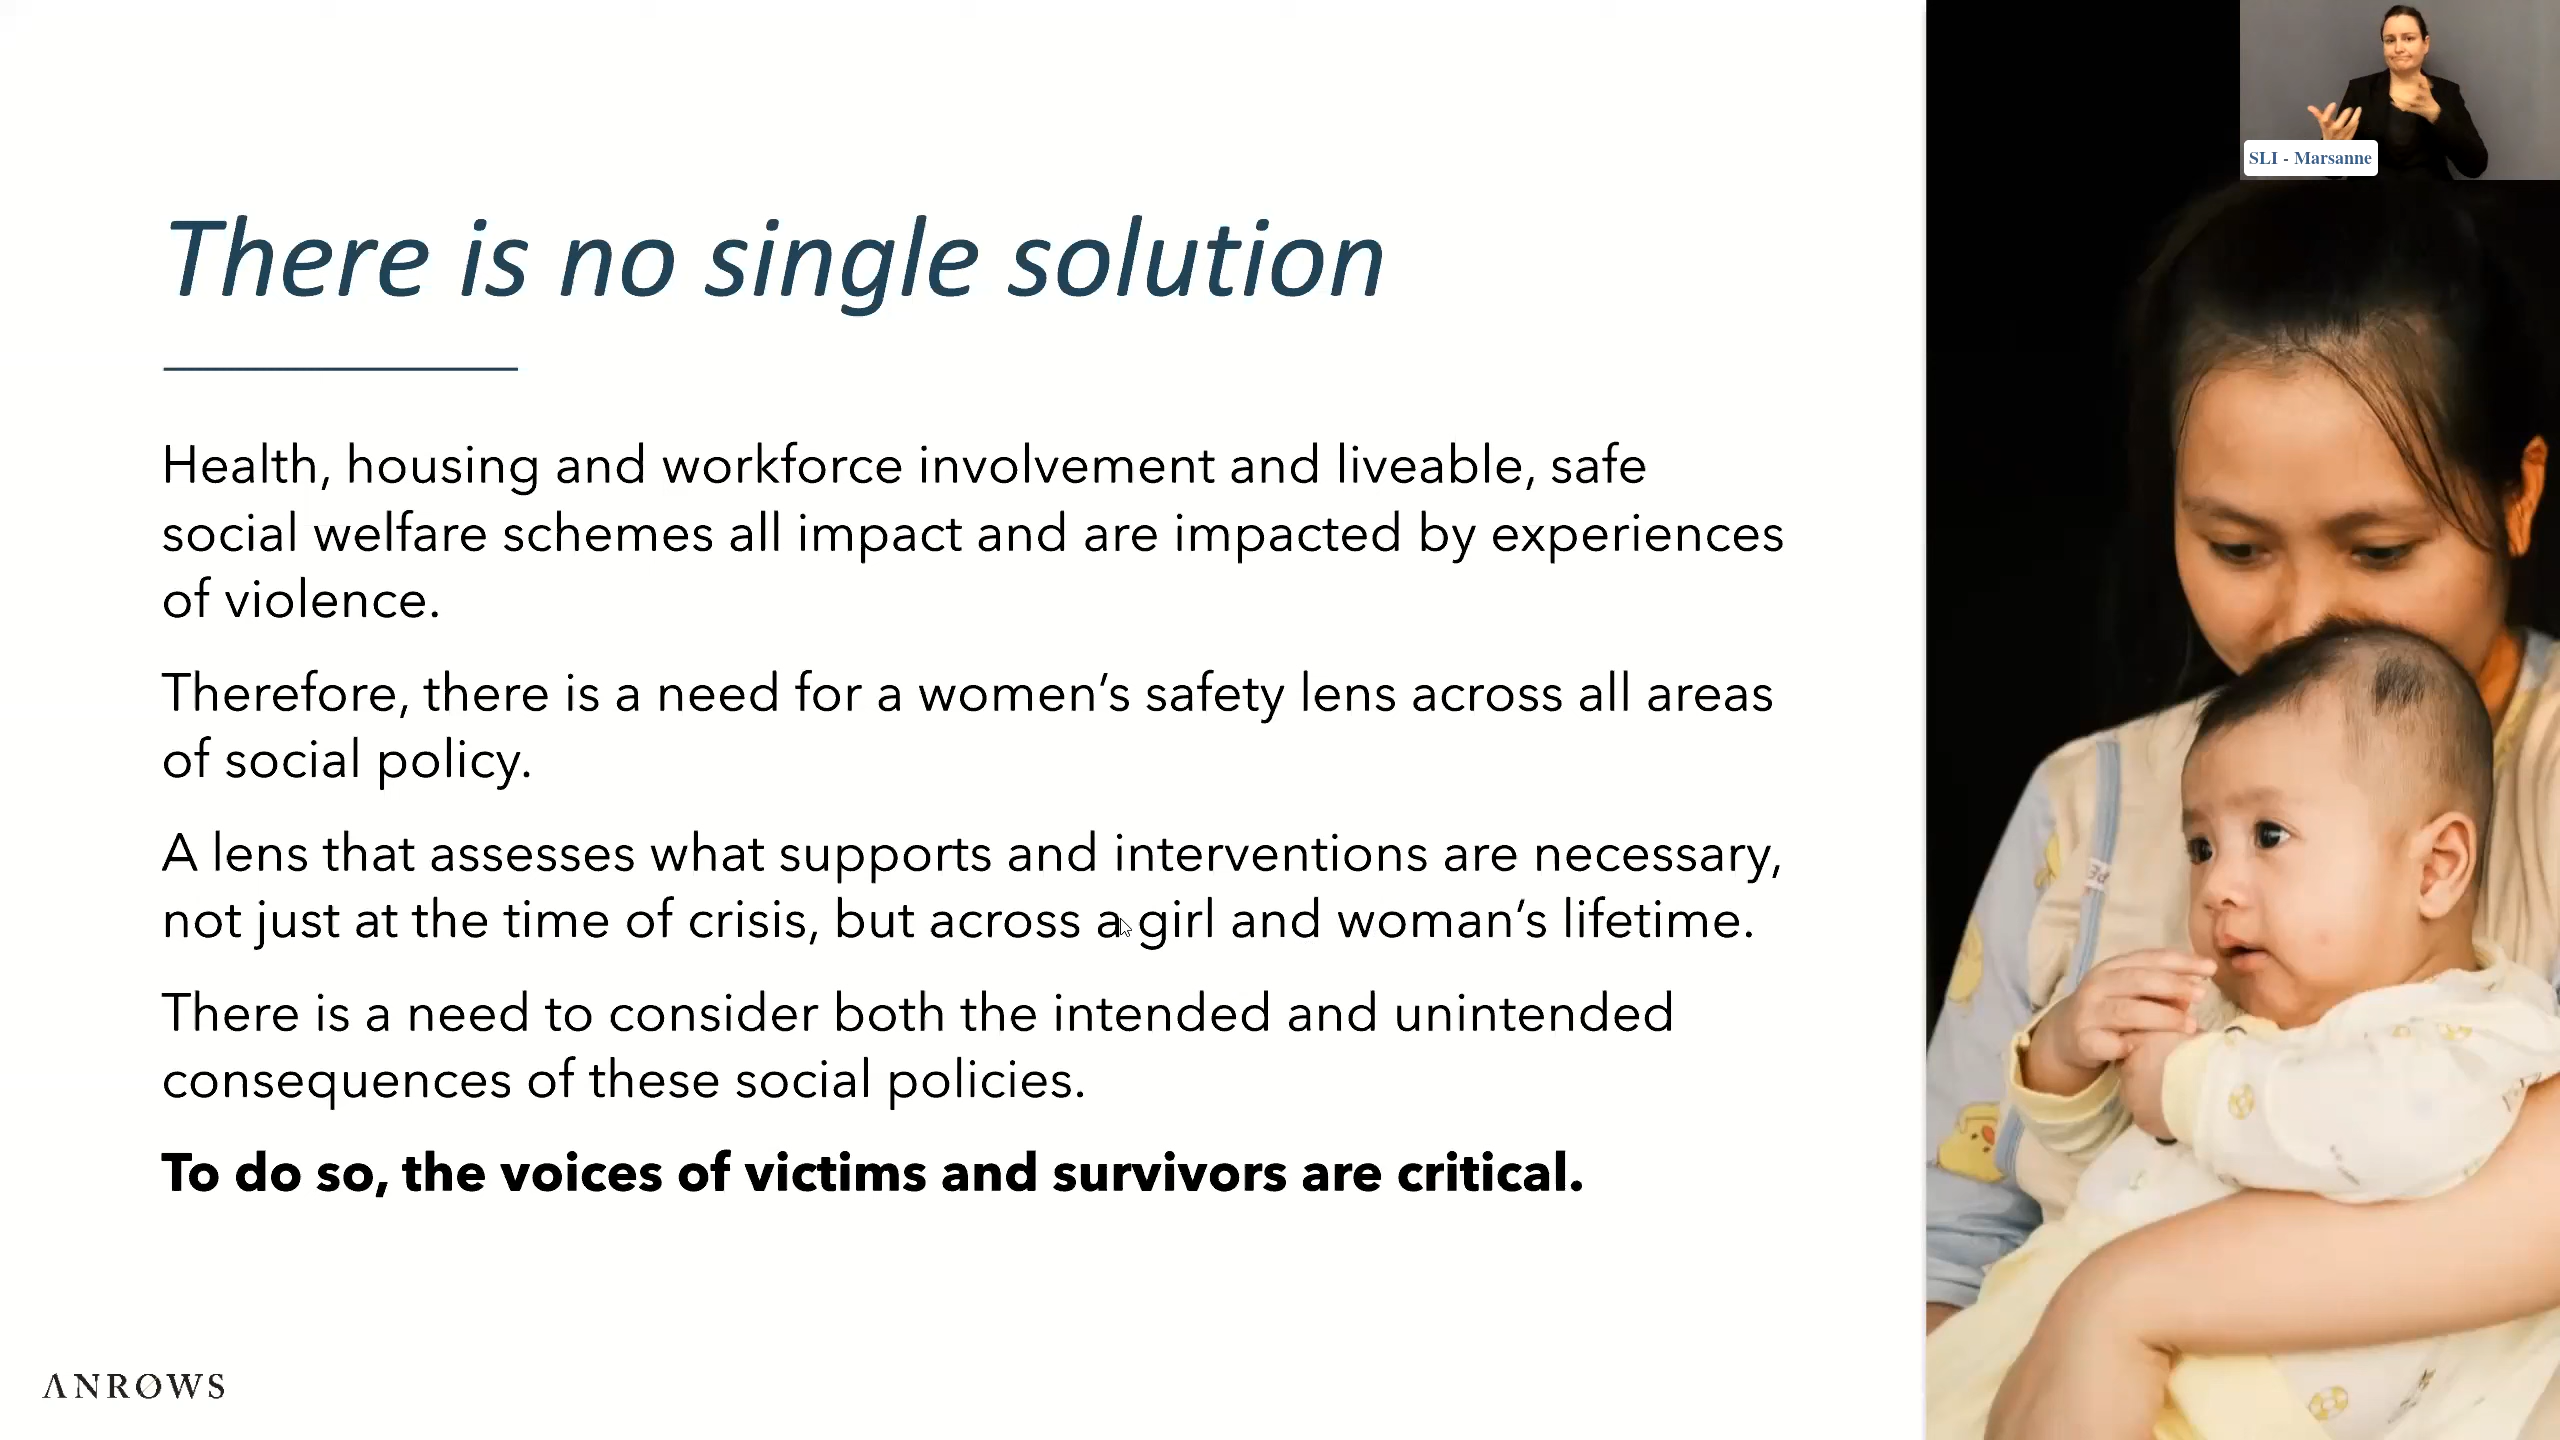 SLI - Marsanne
There is no single solution
Health, housing and workforce involvement and liveable, safe
social welfare schemes all impact and are impacted by experiences
of violence.
Therefore, there is a need for a women’s safety lens across all areas
of social policy.
A lens that assesses what supports and interventions are necessary,
not just at the time of crisis, but across a girl and woman’s lifetime.
There is a need to consider both the intended and unintended
consequences of these social policies.
To do so, the voices of victims and survivors are critical.
ANROWS